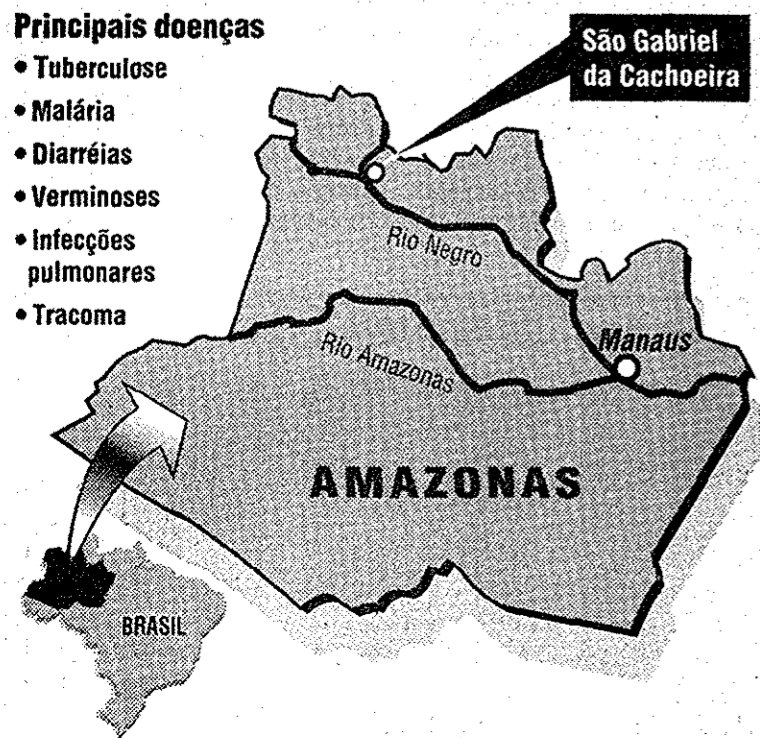 Principais doenças
• Tuberculose
• Malária
• Diarréias
• Verminoses
• Infecções
pulmonares
• Tracoma
São Gabriel
da Cachoeira
Rio Negro
Manaus
Rio Amazonas
AMAZONAS
BRASIL